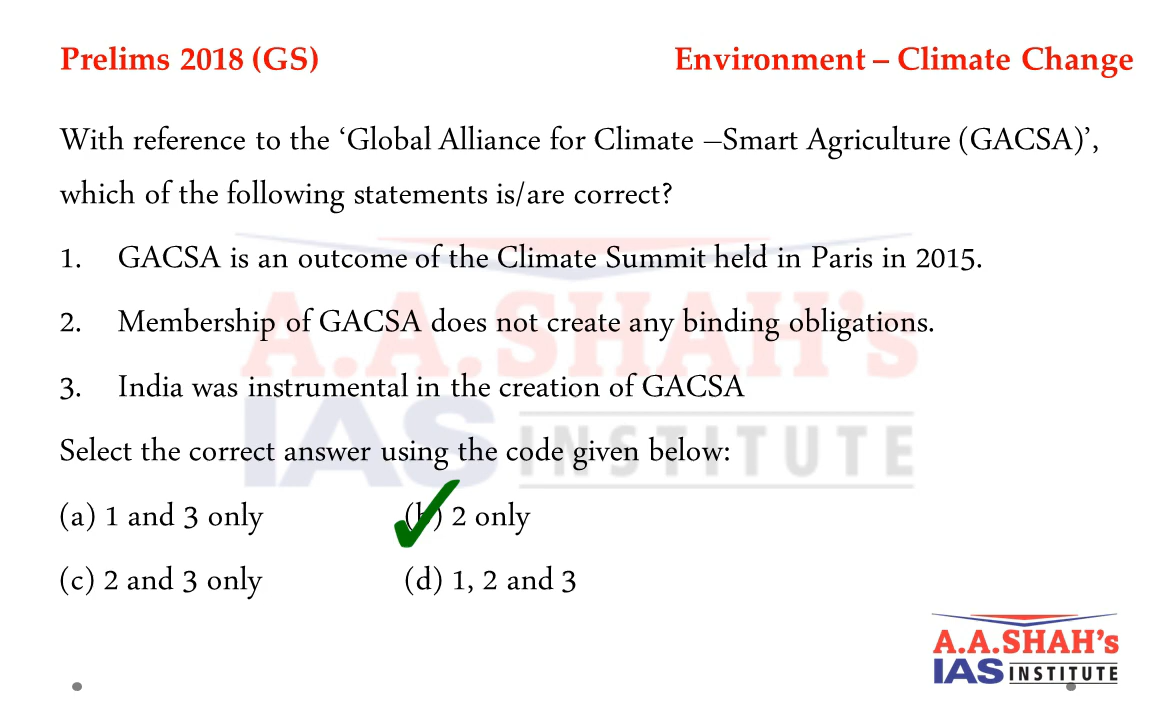 Prelims 2018 (GS)
Environment – Climate Change
With reference to the ‘Global Alliance for Climate –Smart Agriculture (GACSA)’,
which of the following statements is/are correct?
1. GACSA is an outcome of the Climate Summit held in Paris in 2015.
2. Membership of GACSA does not create any binding obligations.
3. India was instrumental in the creation of GACSA
Select the correct answer using the code given below:
(a) 1 and 3 only (b) 2 only
(c) 2 and 3 only (d) 1, 2 and 3
A.A.SHAH's
IAS INSTITUTE
A.A.SHAH's
IAS INSTITUTE